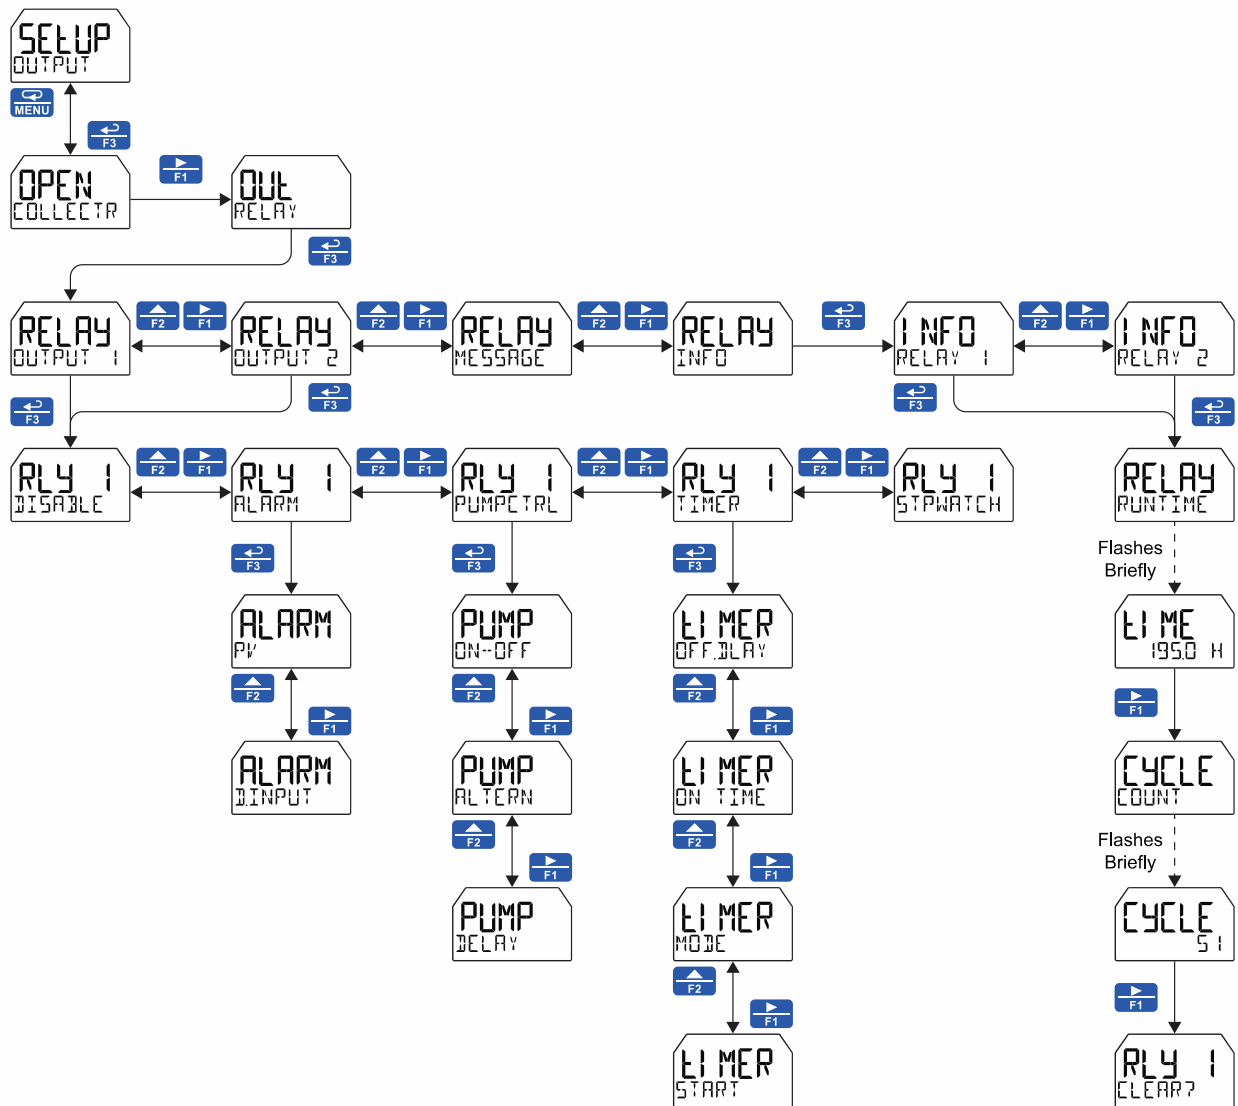 SEtUP
OUTPUT
MENU
F3
OPEN
COLLECTR
F1
OUt
RELAY
F3
RELAY
OUTPUT 1
F2 F1
RELAY
OUTPUT 2
F2 F1
RELAY
MESSAGE
F2 F1
RELAY
INFO
F3
INFO
RELAY 1
F2 F1
INFO
RELAY 2
F3
F3
F3
F3
RLY 1
DISABLE
F2 F1
RLY 1
ALARM
F2 F1
RLY 1
PUMPCTRL
F2 F1
RLY 1
TIMER
F2 F1
RLY 1
STPWATCH
RELAY
RUNTIME
F3
F3
F3
Flashes
Briefly
ALARM
PV
PUMP
ON--OFF
tIMER
OFF.DLAY
tIME
195.0 H
F2
F1
F2
F1
F2
F1
F1
ALARM
D.INPUT
PUMP
ALTERN
tIMER
ON TIME
CYCLE
COUNT
F2
F1
F2
F1
Flashes
Briefly
PUMP
DELAY
tIMER
MODE
CYCLE
51
F2
F1
F1
tIMER
START
RLY 1
CLEAR?